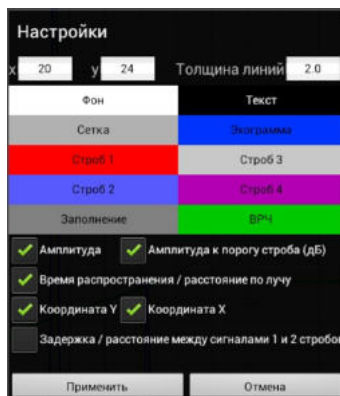 Настройки
x 20 y 24 Толщина линий 2.0
Фон Текст
Сетка Эхограмма
Строб 1 Строб 3
Строб 2 Строб 4
Заполнение ВРЧ
Амплитуда Амплитуда к порогу строба (дБ)
Время распространения / расстояние по лучу
Координата Y Координата X
Задержка / расстояние между сигналами 1 и 2 стробов
Применить Отмена